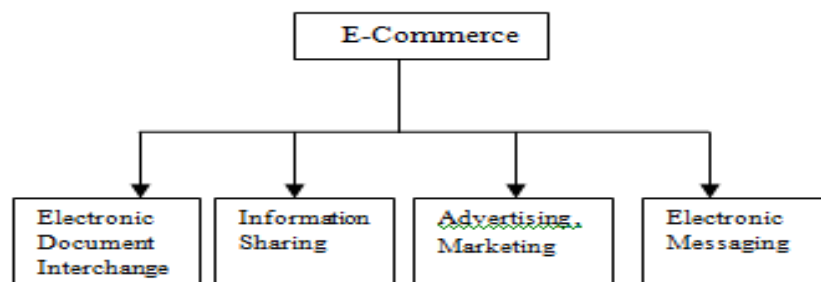 E-Commerce
Electronic
Document
Interchange
Information
Sharing
Advertising,
Marketing
Electronic
Messaging